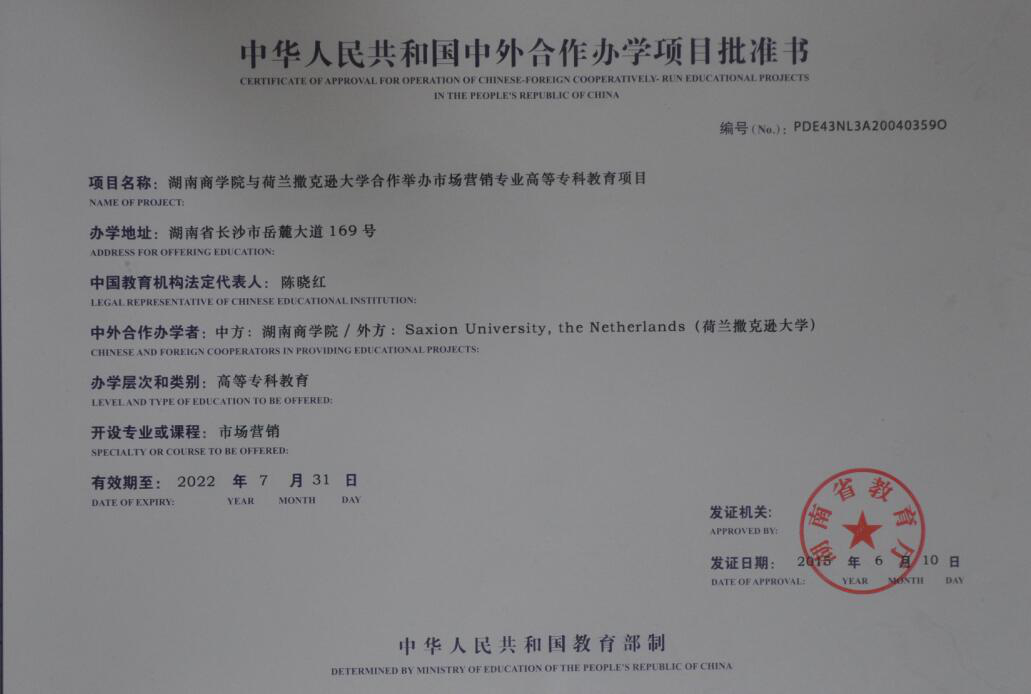 中华人民共和国中外合作办学项目批准书
CERTIFICATE OF APPROVAL FOR OPERATION OF CHINESE-FOREIGN COOPERATIVELY- RUN EDUCATIONAL PROJECTS
IN THE PEOPLE'S REPUBLIC OF CHINA
编号(No.): PDE43NL3A20040359O
项目名称: 湖南商学院与荷兰撒克逊大学合作举办市场营销专业高等专科教育项目
NAME OF PROJECT:
办学地址: 湖南省长沙市岳麓大道 169 号
ADDRESS FOR OFFERING EDUCATION:
中国教育机构法定代表人: 陈晓红
LEGAL REPRESENTATIVE OF CHINESE EDUCATIONAL INSTITUTION:
中外合作办学者: 中方: 湖南商学院 / 外方: Saxion University, the Netherlands (荷兰撒克逊大学)
CHINESE AND FOREIGN COOPERATORS IN PROVIDING EDUCATIONAL PROJECTS:
办学层次和类别: 高等专科教育
LEVEL AND TYPE OF EDUCATION TO BE OFFERED:
开设专业或课程: 市场营销
SPECIALTY OR COURSE TO BE OFFERED:
有效期至: 2022 年 7 月 31 日
DATE OF EXPIRY: YEAR MONTH DAY
湖南省教育厅
发证机关:
APPROVED BY:
发证日期: 2015 年 6 月 10 日
DATE OF APPROVAL: YEAR MONTH DAY
中华人民共和国教育部制
DETERMINED BY MINISTRY OF EDUCATION OF THE PEOPLE'S REPUBLIC OF CHINA